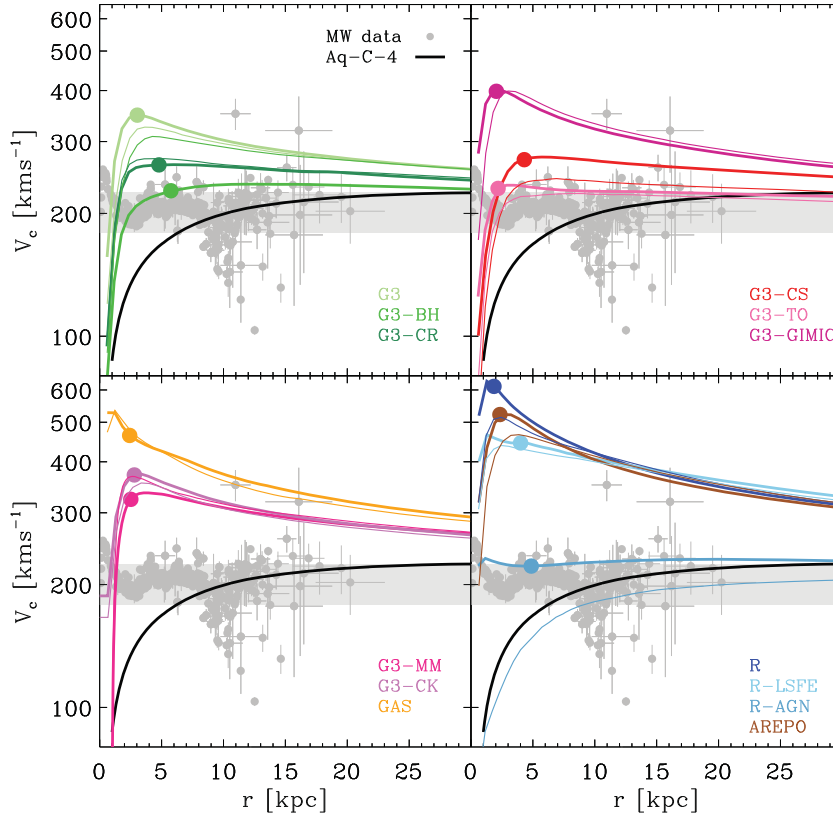 600
500
400
300
200
100
V_c [kms^-1]
MW data
Aq-C-4
G3
G3-BH
G3-CR
G3-CS
G3-TO
G3-GIMIC
600
500
400
300
200
100
V_c [kms^-1]
G3-MM
G3-CK
GAS
R
R-LSFE
R-AGN
AREPO
0 5 10 15 20 25 0 5 10 15 20 25
r [kpc] r [kpc]